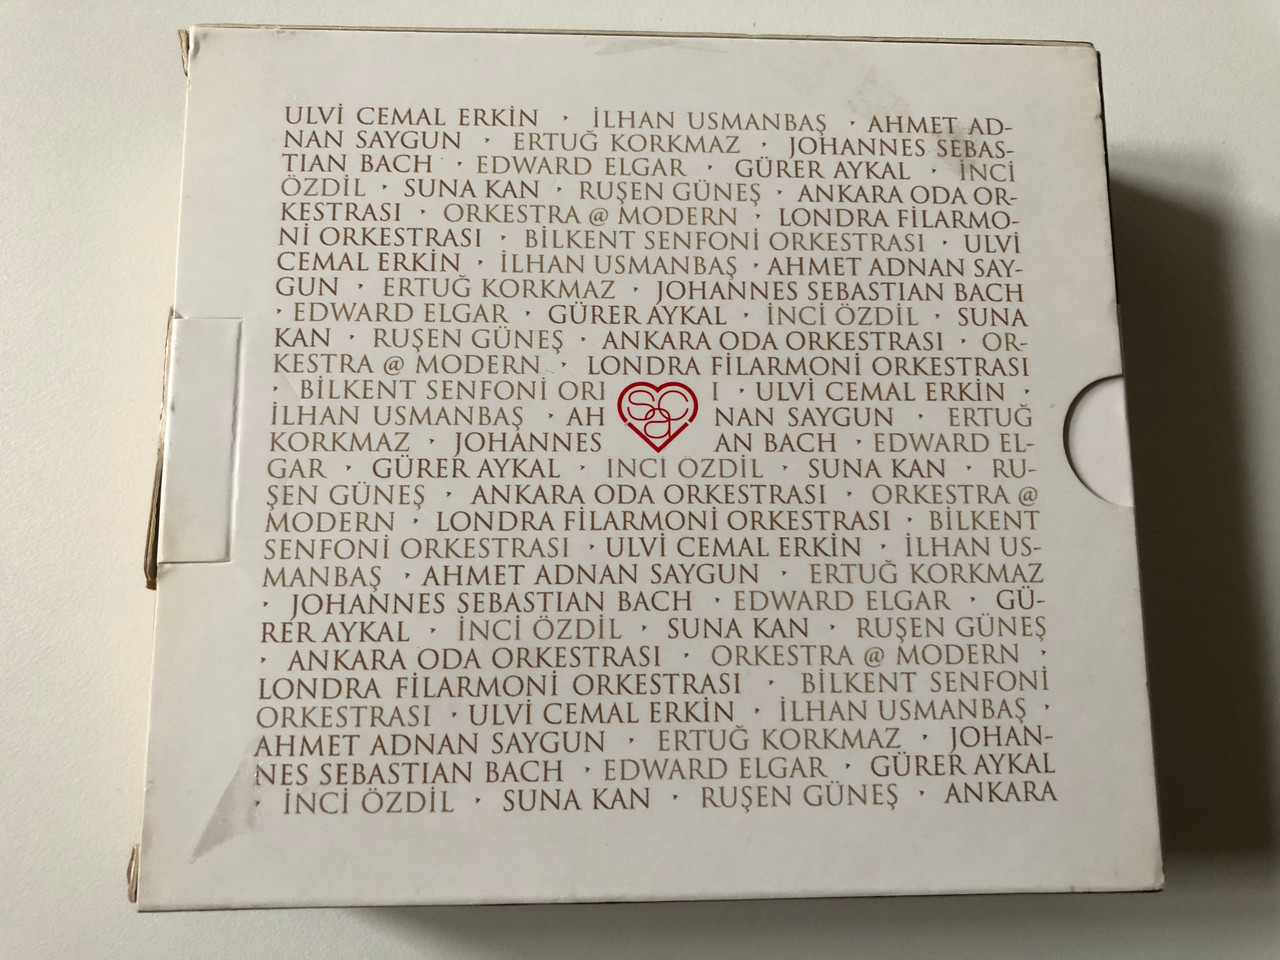 ULVİ CEMAL ERKİN · İLHAN USMANBAŞ · AHMET AD-
NAN SAYGUN · ERTUĞ KORKMAZ · JOHANNES SEBAS-
TIAN BACH · EDWARD ELGAR · GÜRER AYKAL · İNCİ
ÖZDİL · SUNA KAN · RUŞEN GÜNEŞ · ANKARA ODA OR-
KESTRASI · ORKESTRA @ MODERN · LONDRA FİLARMO-
Nİ ORKESTRASI · BİLKENT SENFONİ ORKESTRASI · ULVİ
CEMAL ERKİN · İLHAN USMANBAŞ · AHMET ADNAN SAY-
GUN · ERTUĞ KORKMAZ · JOHANNES SEBASTIAN BACH
· EDWARD ELGAR · GÜRER AYKAL · İNCİ ÖZDİL · SUNA
KAN · RUŞEN GÜNEŞ · ANKARA ODA ORKESTRASI · OR-
KESTRA @ MODERN · LONDRA FİLARMONİ ORKESTRASI
· BİLKENT SENFONİ ORI I · ULVİ CEMAL ERKİN ·
İLHAN USMANBAŞ · AH sca NAN SAYGUN · ERTUĞ
KORKMAZ · JOHANNES AN BACH · EDWARD EL-
GAR · GÜRER AYKAL · INCI ÖZDİL · SUNA KAN · RU-
ŞEN GÜNEŞ · ANKARA ODA ORKESTRASI · ORKESTRA @
MODERN · LONDRA FİLARMONİ ORKESTRASI · BİLKENT
SENFONİ ORKESTRASI · ULVİ CEMAL ERKİN · İLHAN US-
MANBAŞ · AHMET ADNAN SAYGUN · ERTUĞ KORKMAZ
· JOHANNES SEBASTIAN BACH · EDWARD ELGAR · GÜ-
RER AYKAL · İNCİ ÖZDİL · SUNA KAN · RUŞEN GÜNEŞ
· ANKARA ODA ORKESTRASI · ORKESTRA @ MODERN ·
LONDRA FİLARMONİ ORKESTRASI · BİLKENT SENFONİ
ORKESTRASI · ULVİ CEMAL ERKİN · İLHAN USMANBAŞ ·
AHMET ADNAN SAYGUN · ERTUĞ KORKMAZ · JOHAN-
NES SEBASTIAN BACH · EDWARD ELGAR · GÜRER AYKAL
· İNCİ ÖZDİL · SUNA KAN · RUŞEN GÜNEŞ · ANKARA